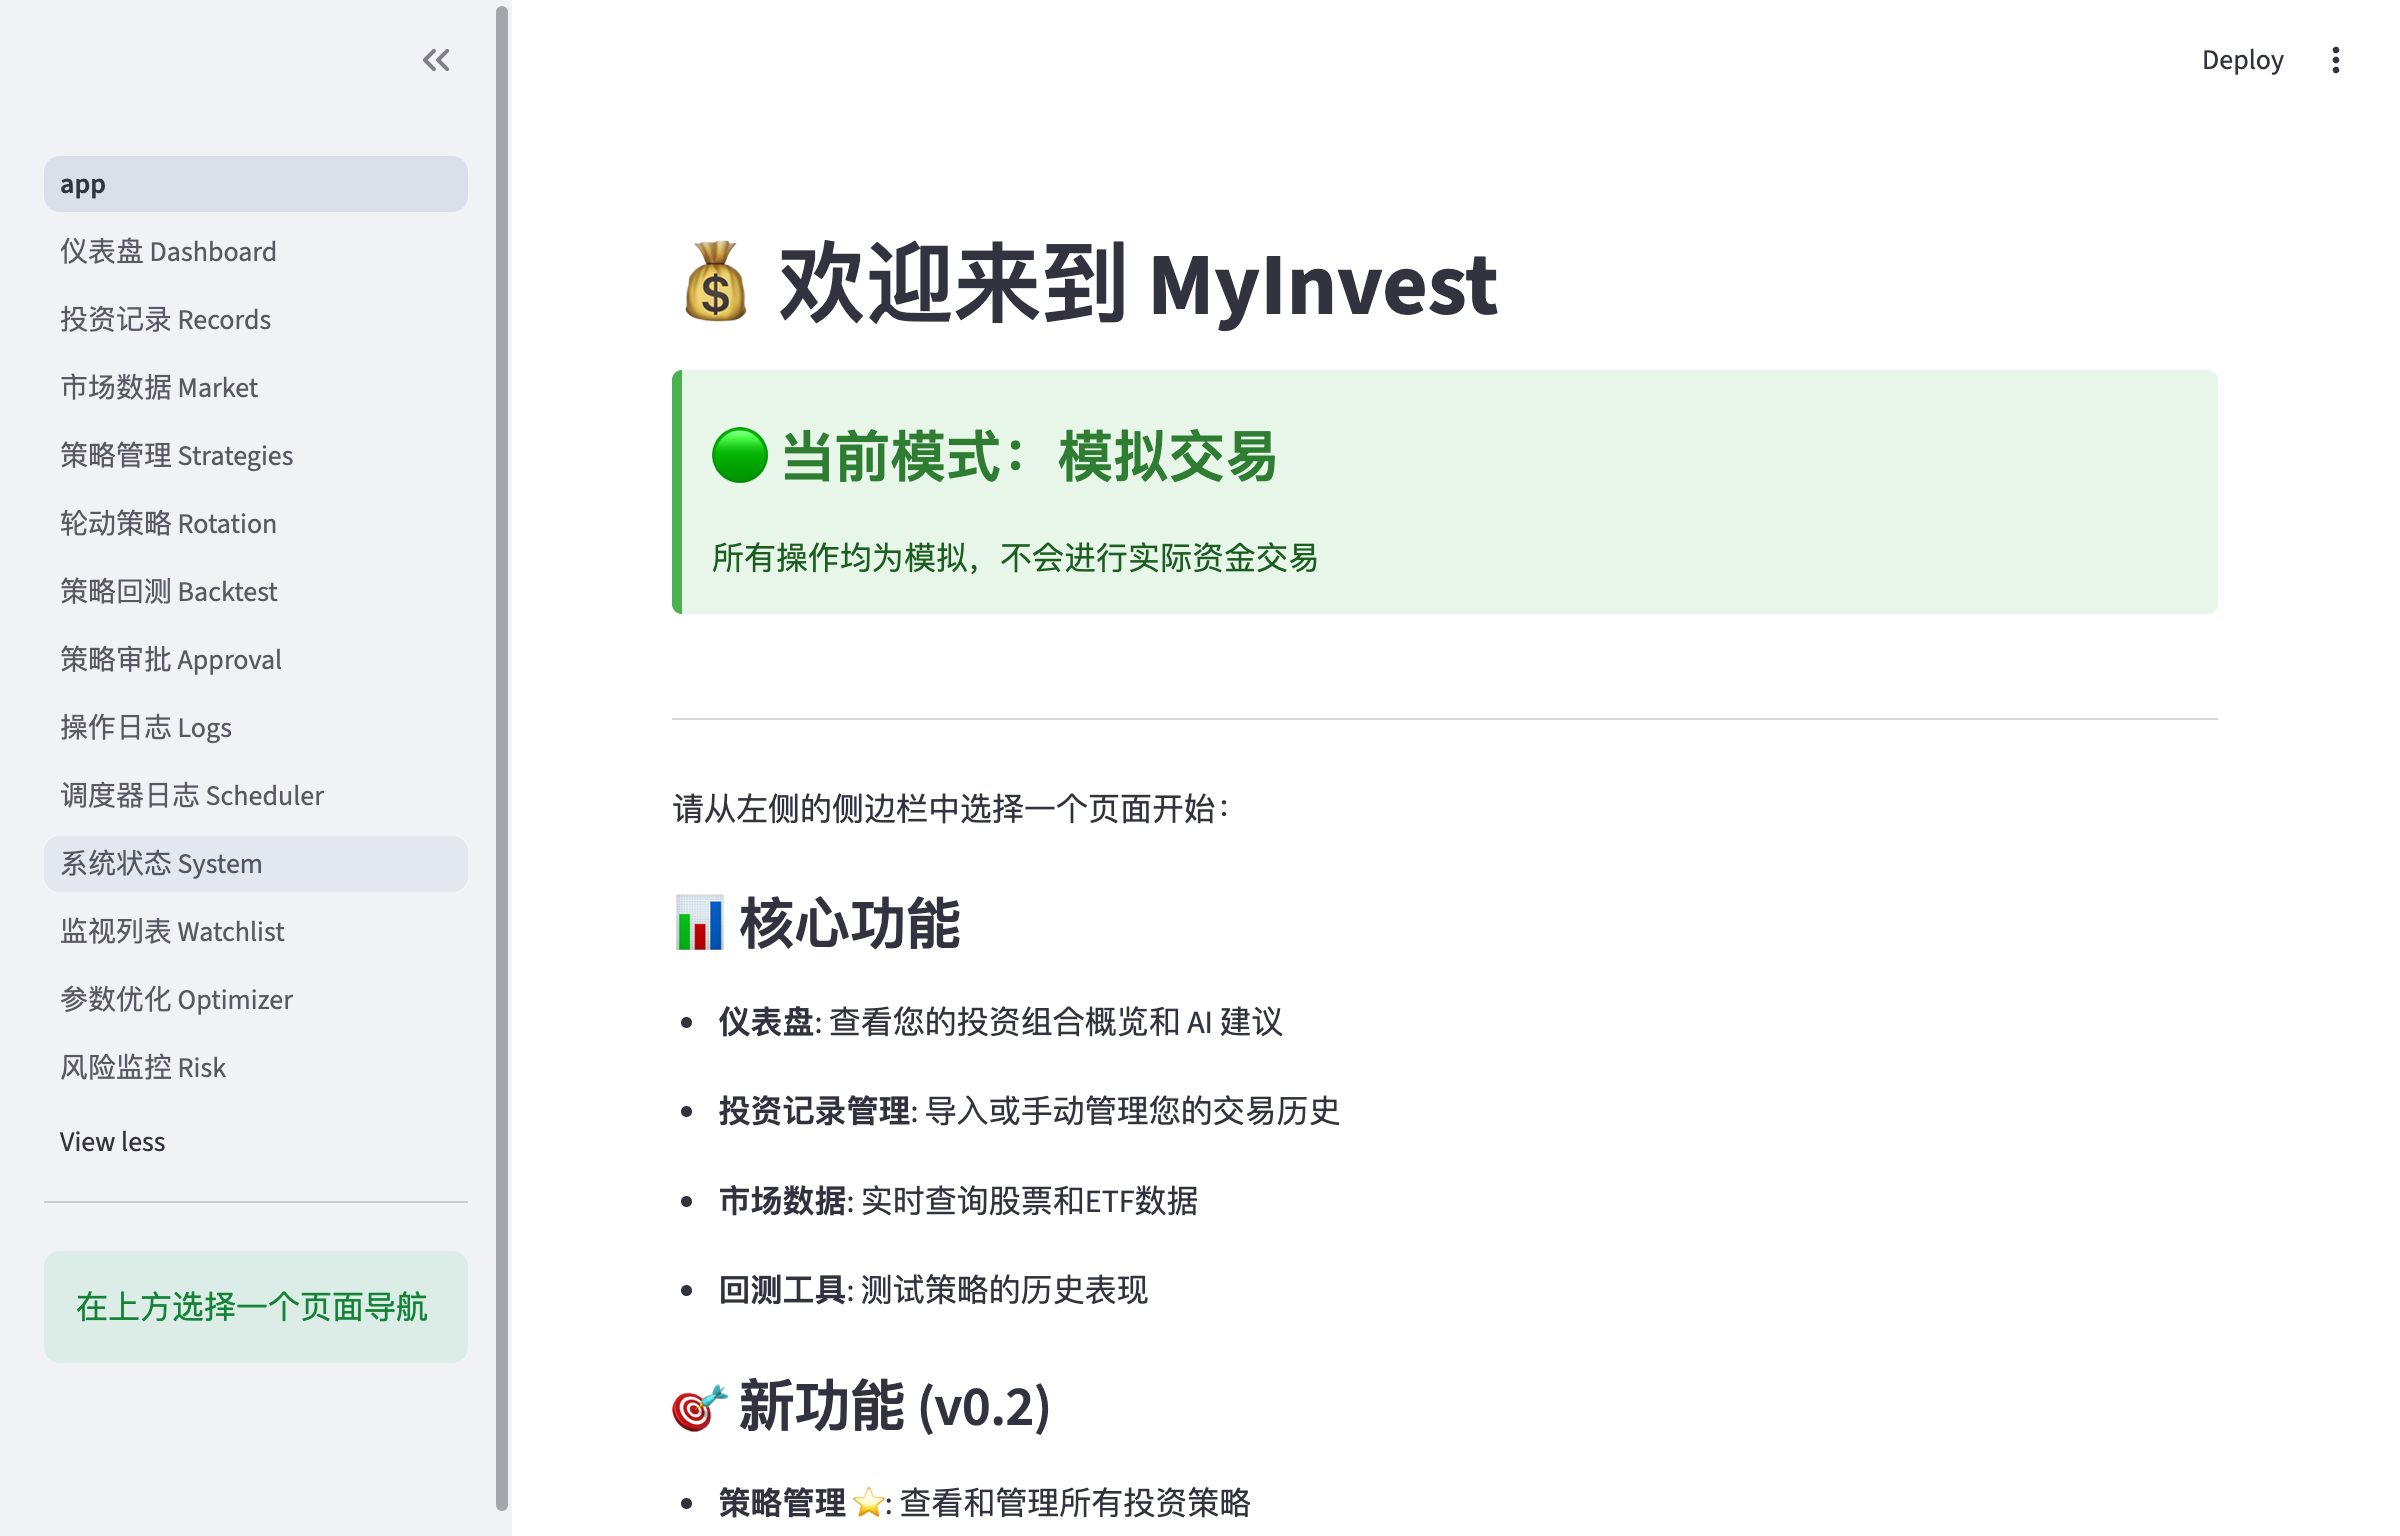 app
仪表盘 Dashboard
投资记录 Records
市场数据 Market
策略管理 Strategies
轮动策略 Rotation
策略回测 Backtest
策略审批 Approval
操作日志 Logs
调度器日志 Scheduler
系统状态 System
监视列表 Watchlist
参数优化 Optimizer
风险监控 Risk
View less
在上方选择一个页面导航
Deploy
💰 欢迎来到 MyInvest
🟢 当前模式：模拟交易
所有操作均为模拟，不会进行实际资金交易
请从左侧的侧边栏中选择一个页面开始：
📊 核心功能
• 仪表盘: 查看您的投资组合概览和 AI 建议
• 投资记录管理: 导入或手动管理您的交易历史
• 市场数据: 实时查询股票和ETF数据
• 回测工具: 测试策略的历史表现
🎯 新功能 (v0.2)
• 策略管理 ⭐: 查看和管理所有投资策略